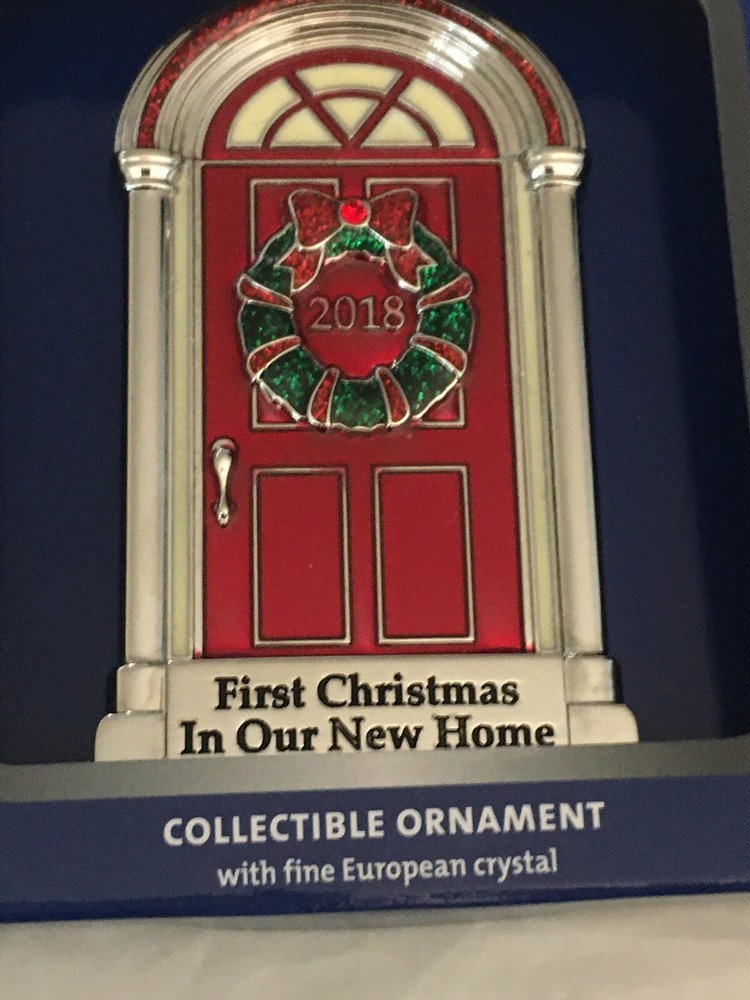 2018
First Christmas
In Our New Home
COLLECTIBLE ORNAMENT
with fine European crystal